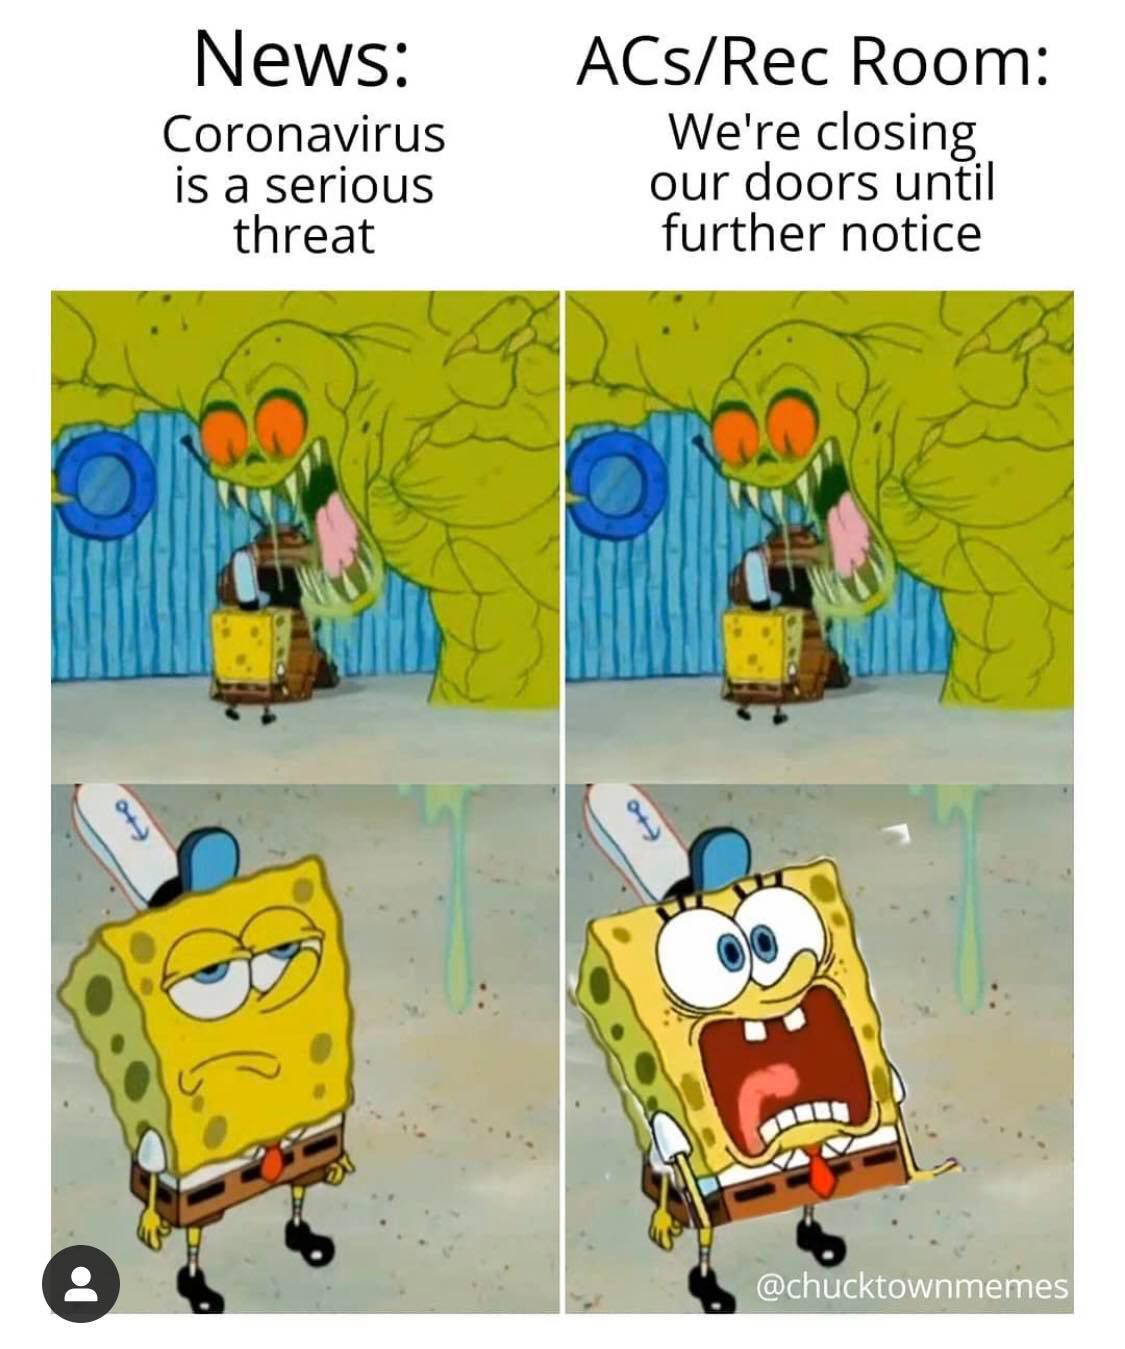 News:
Coronavirus
is a serious
threat
ACs/Rec Room:
We're closing
our doors until
further notice
@chucktownmemes